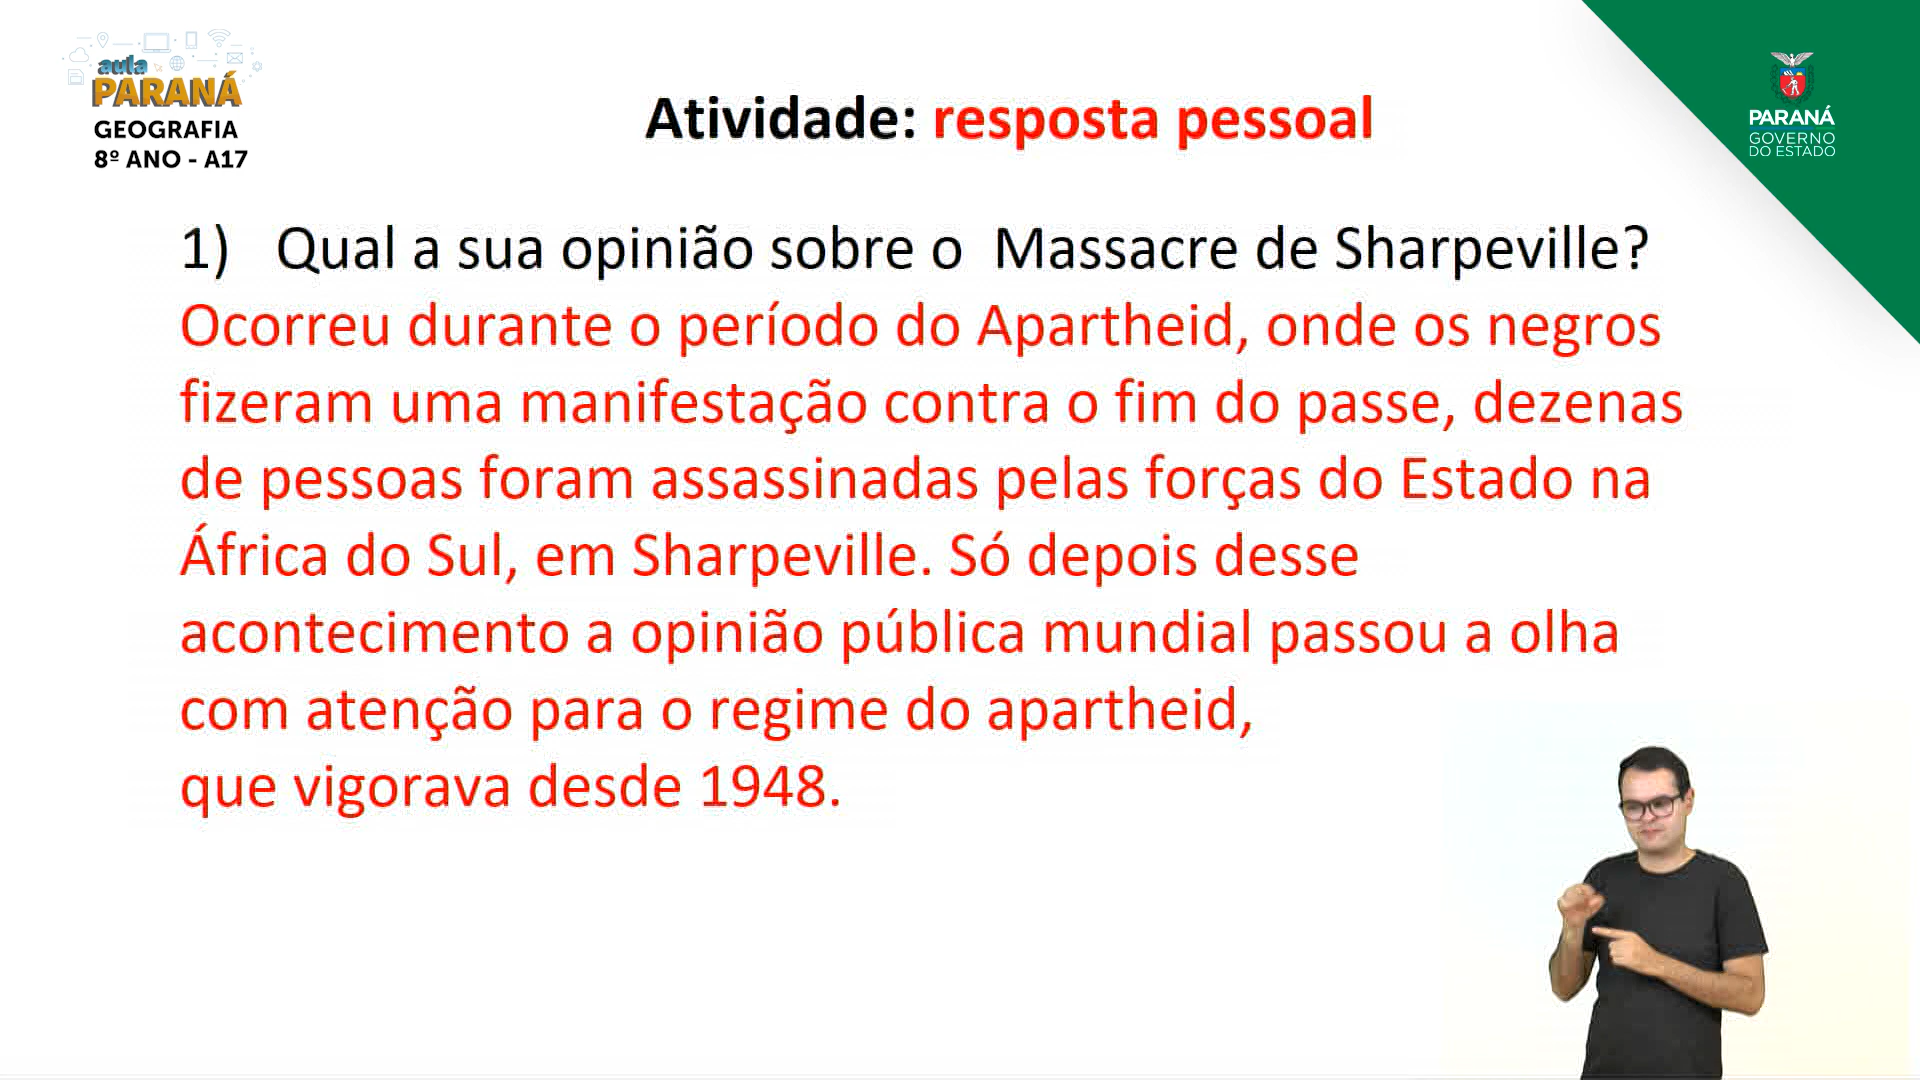 aula
PARANÁ
GEOGRAFIA
8º ANO - A17
Atividade: resposta pessoal
PARANÁ
GOVERNO
DO ESTADO
1) Qual a sua opinião sobre o Massacre de Sharpeville?
Ocorreu durante o período do Apartheid, onde os negros
fizeram uma manifestação contra o fim do passe, dezenas
de pessoas foram assassinadas pelas forças do Estado na
África do Sul, em Sharpeville. Só depois desse
acontecimento a opinião pública mundial passou a olha
com atenção para o regime do apartheid,
que vigorava desde 1948.